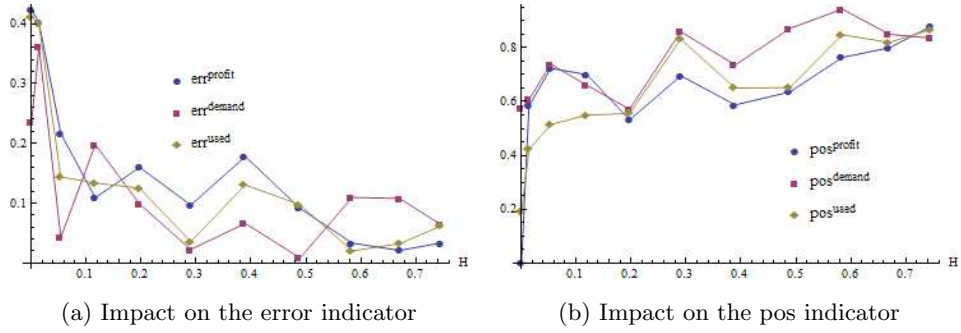 0.4
0.3
0.2
0.1
0.1 0.2 0.3 0.4 0.5 0.6 0.7
H
err^profit
err^demand
err^used
(a) Impact on the error indicator
0.8
0.6
0.4
0.2
0.1 0.2 0.3 0.4 0.5 0.6 0.7
H
pos^profit
pos^demand
pos^used
(b) Impact on the pos indicator